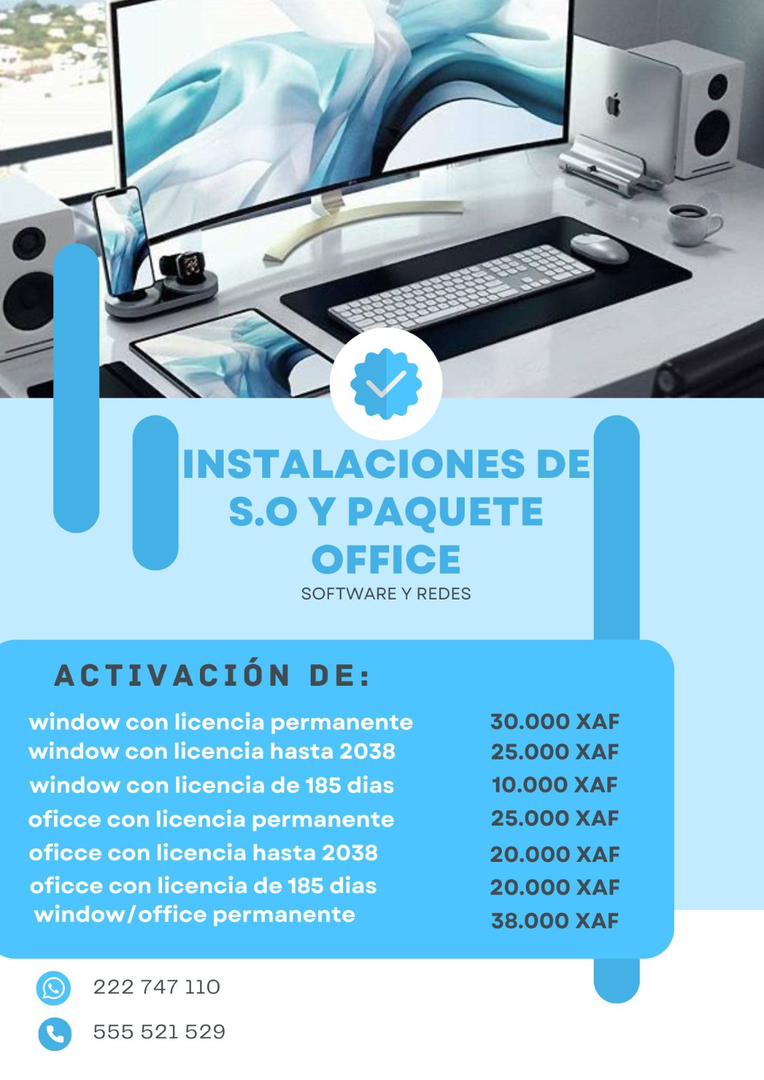 INSTALACIONES DE
S.O Y PAQUETE
OFFICE
SOFTWARE Y REDES
ACTIVACIÓN DE:
window con licencia permanente 30.000 XAF
window con licencia hasta 2038 25.000 XAF
window con licencia de 185 dias 10.000 XAF
oficce con licencia permanente 25.000 XAF
oficce con licencia hasta 2038 20.000 XAF
oficce con licencia de 185 dias 20.000 XAF
window/office permanente 38.000 XAF
222 747 110
555 521 529